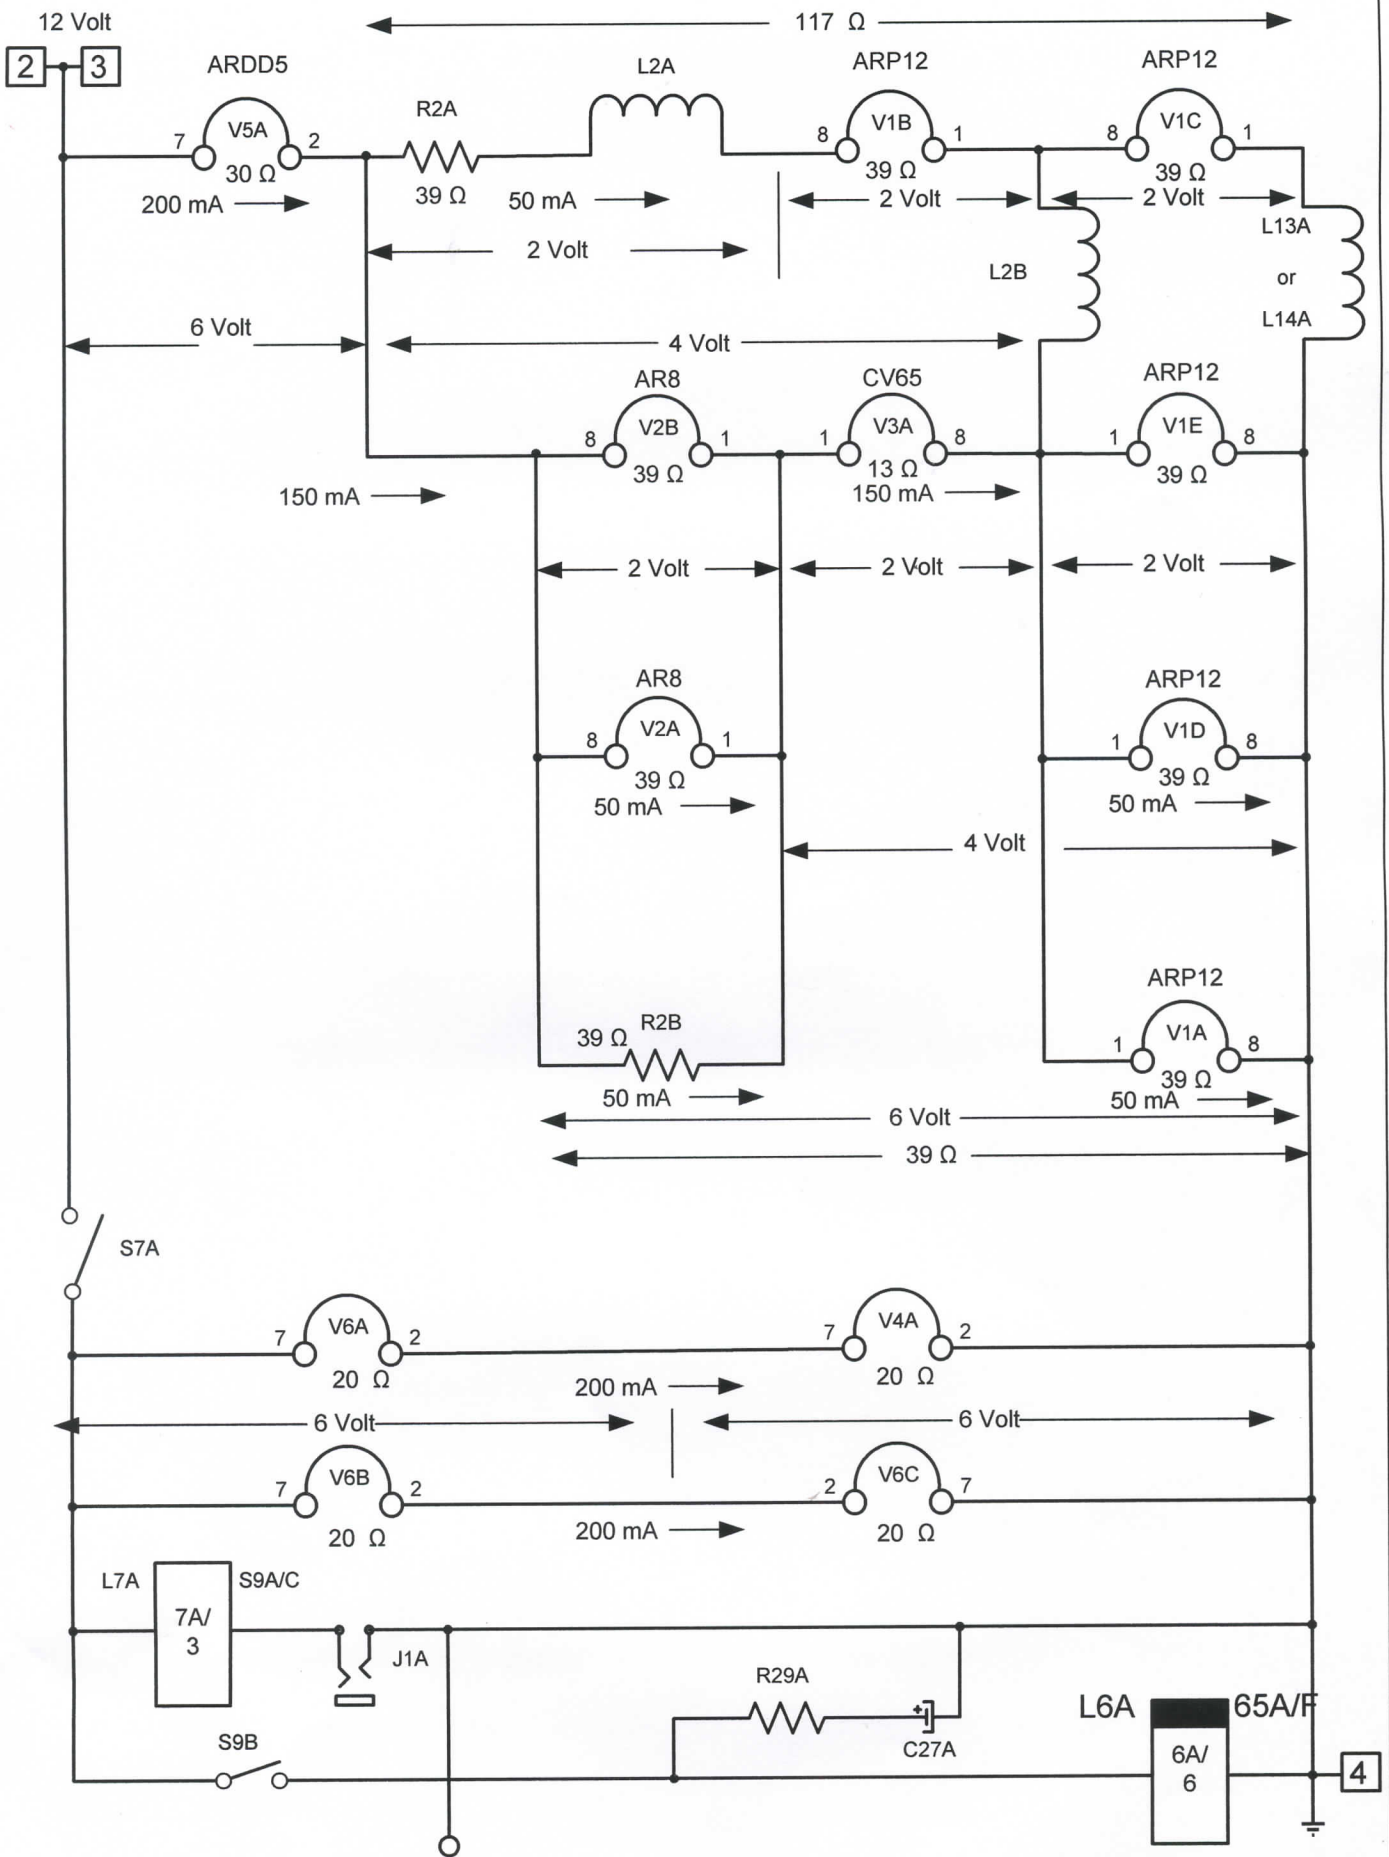 12 Volt
117 Ω
2
3
ARDD5
L2A
ARP12
ARP12
R2A
7
V5A
2
8
V1B
1
8
V1C
1
30 Ω
39 Ω
39 Ω
39 Ω
200 mA
50 mA
2 Volt
2 Volt
L13A
2 Volt
L2B
or
L14A
6 Volt
4 Volt
AR8
CV65
ARP12
8
V2B
1
1
V3A
8
1
V1E
8
39 Ω
13 Ω
39 Ω
150 mA
150 mA
2 Volt
2 Volt
2 Volt
AR8
ARP12
8
V2A
1
1
V1D
8
39 Ω
39 Ω
50 mA
50 mA
4 Volt
ARP12
39 Ω
R2B
1
V1A
8
39 Ω
50 mA
50 mA
6 Volt
39 Ω
S7A
7
V6A
2
7
V4A
2
20 Ω
20 Ω
200 mA
6 Volt
6 Volt
7
V6B
2
2
V6C
7
20 Ω
20 Ω
200 mA
L7A
S9A/C
7A/
3
J1A
R29A
+
C27A
L6A
65A/F
S9B
6A/
6
4